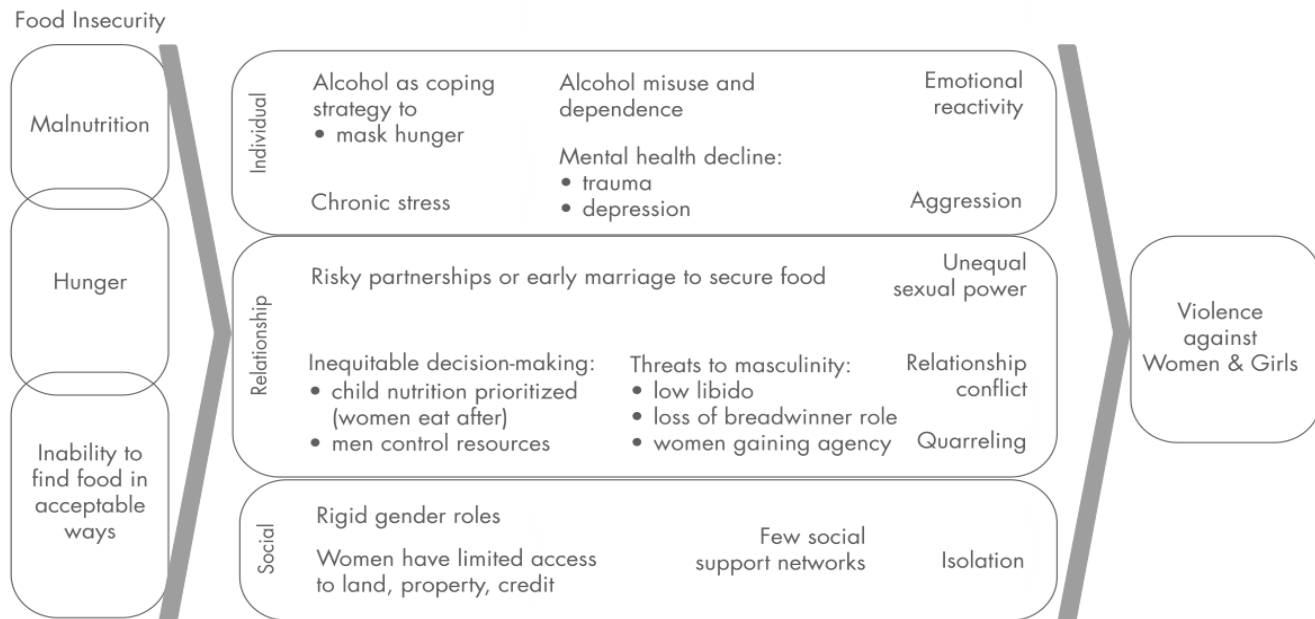 Food Insecurity
Malnutrition
Hunger
Inability to
find food in
acceptable
ways
Individual
Alcohol as coping
strategy to
• mask hunger
Chronic stress
Alcohol misuse and
dependence
Mental health decline:
• trauma
• depression
Emotional
reactivity
Aggression
Relationship
Risky partnerships or early marriage to secure food
Unequal
sexual power
Inequitable decision-making:
• child nutrition prioritized
(women eat after)
• men control resources
Threats to masculinity:
• low libido
• loss of breadwinner role
• women gaining agency
Relationship
conflict
Quarreling
Social
Rigid gender roles
Women have limited access
to land, property, credit
Few social
support networks
Isolation
Violence
against
Women & Girls